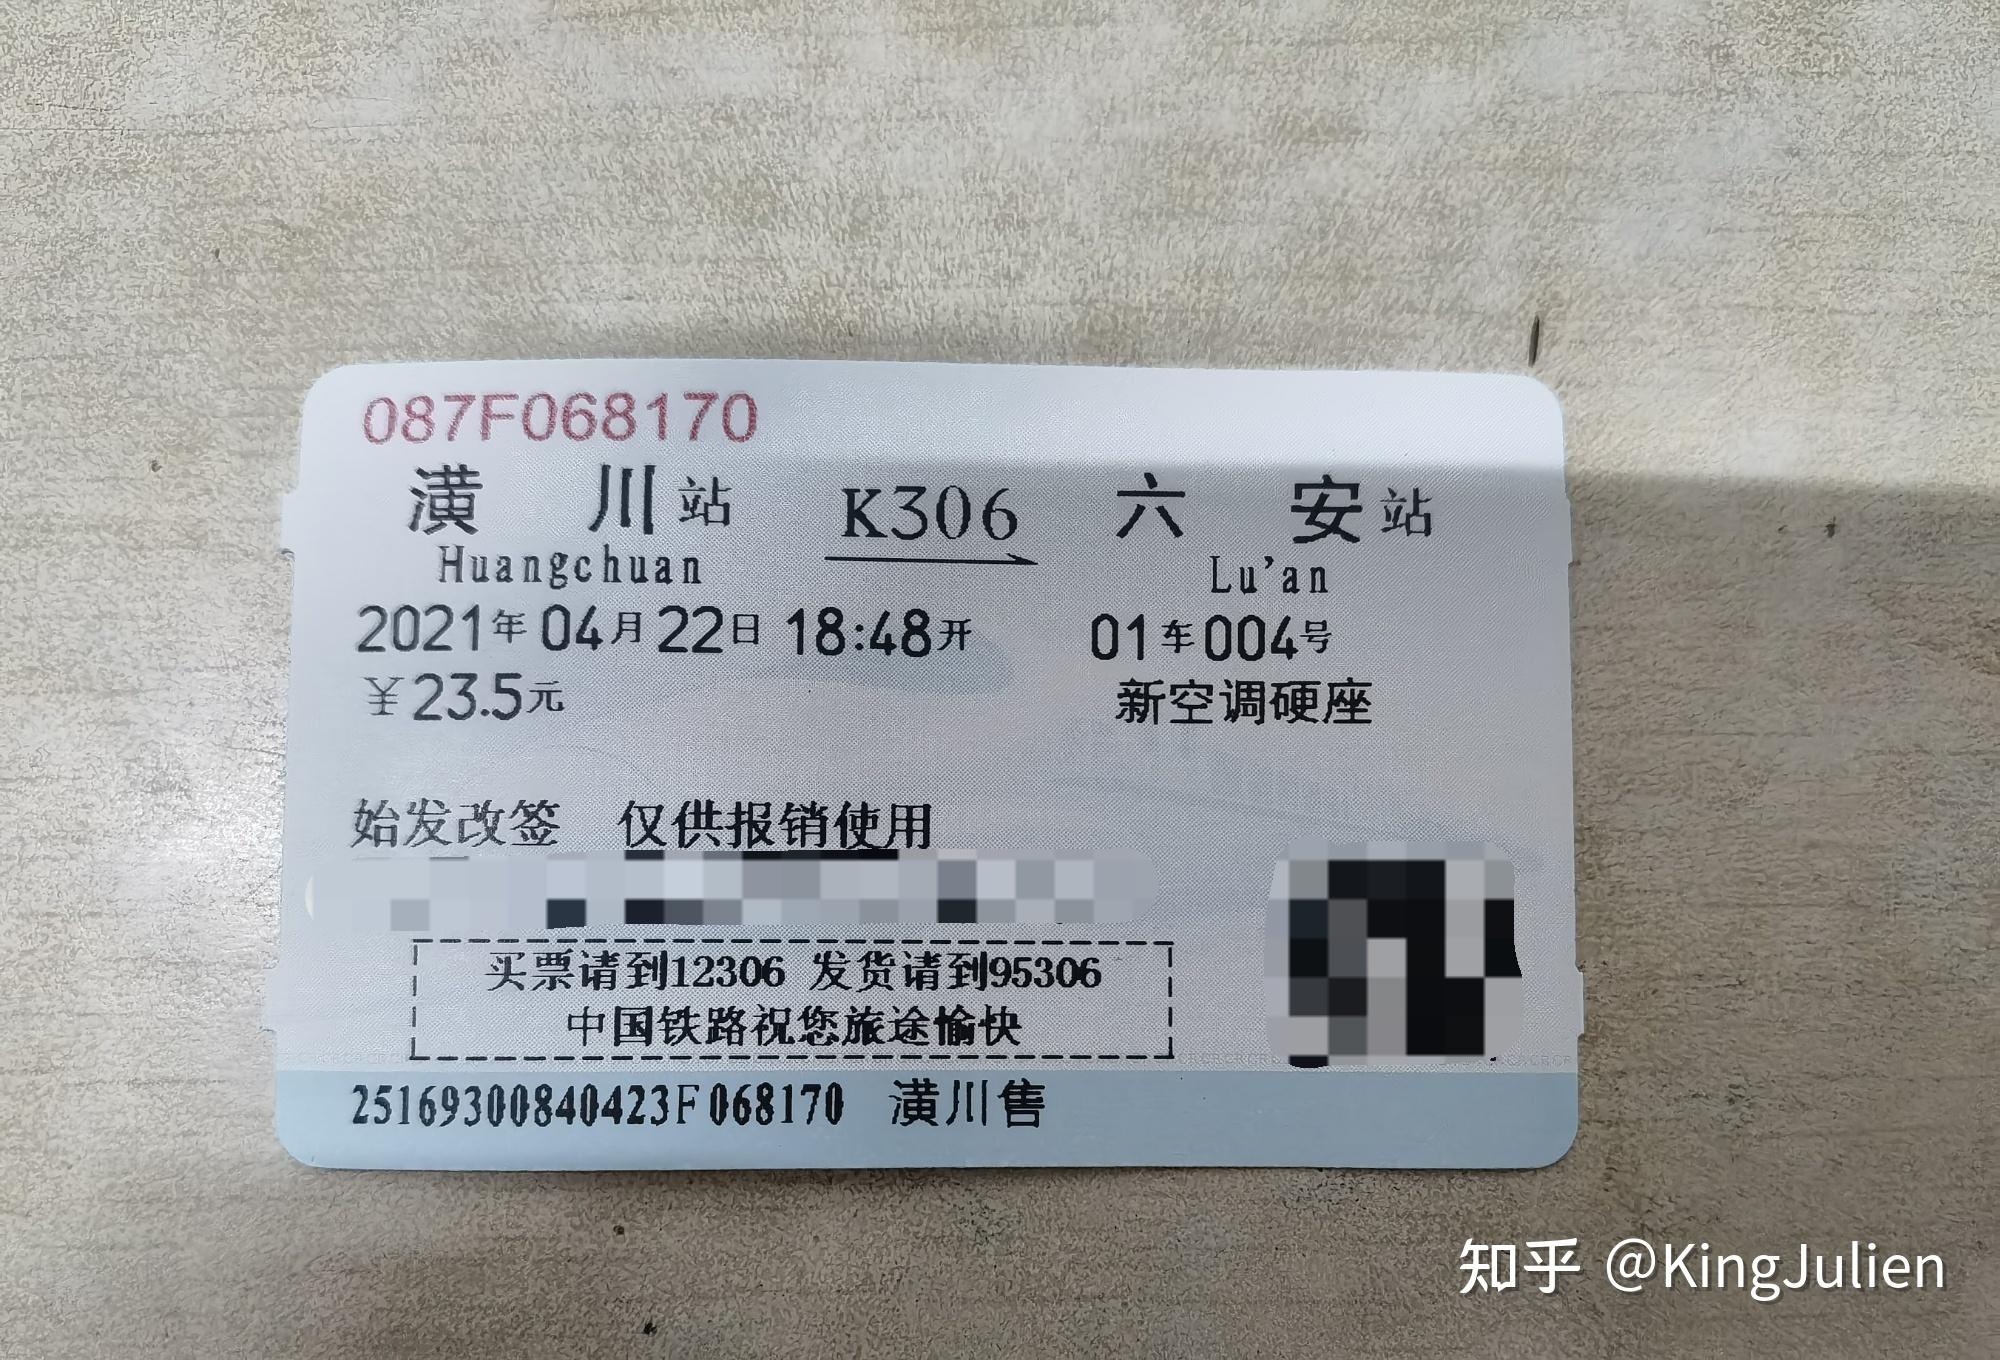 087F068170
潢川站 K306 六安站
Huangchuan Lu'an
2021年04月22日 18:48开 01车004号
￥23.5元 新空调硬座
始发改签 仅供报销使用
买票请到12306 发货请到95306
中国铁路祝您旅途愉快
25169300840423F068170 潢川售
知乎 @KingJulien